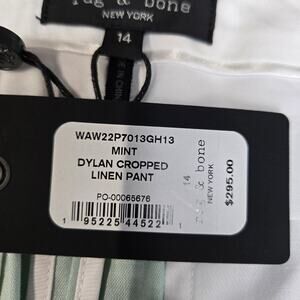 rag & bone
NEW YORK
14
WAW22P7013GH13
MINT
DYLAN CROPPED
LINEN PANT
PO-00065676
1 95225 44522
14
rag & bone
NEW YORK
$295.00